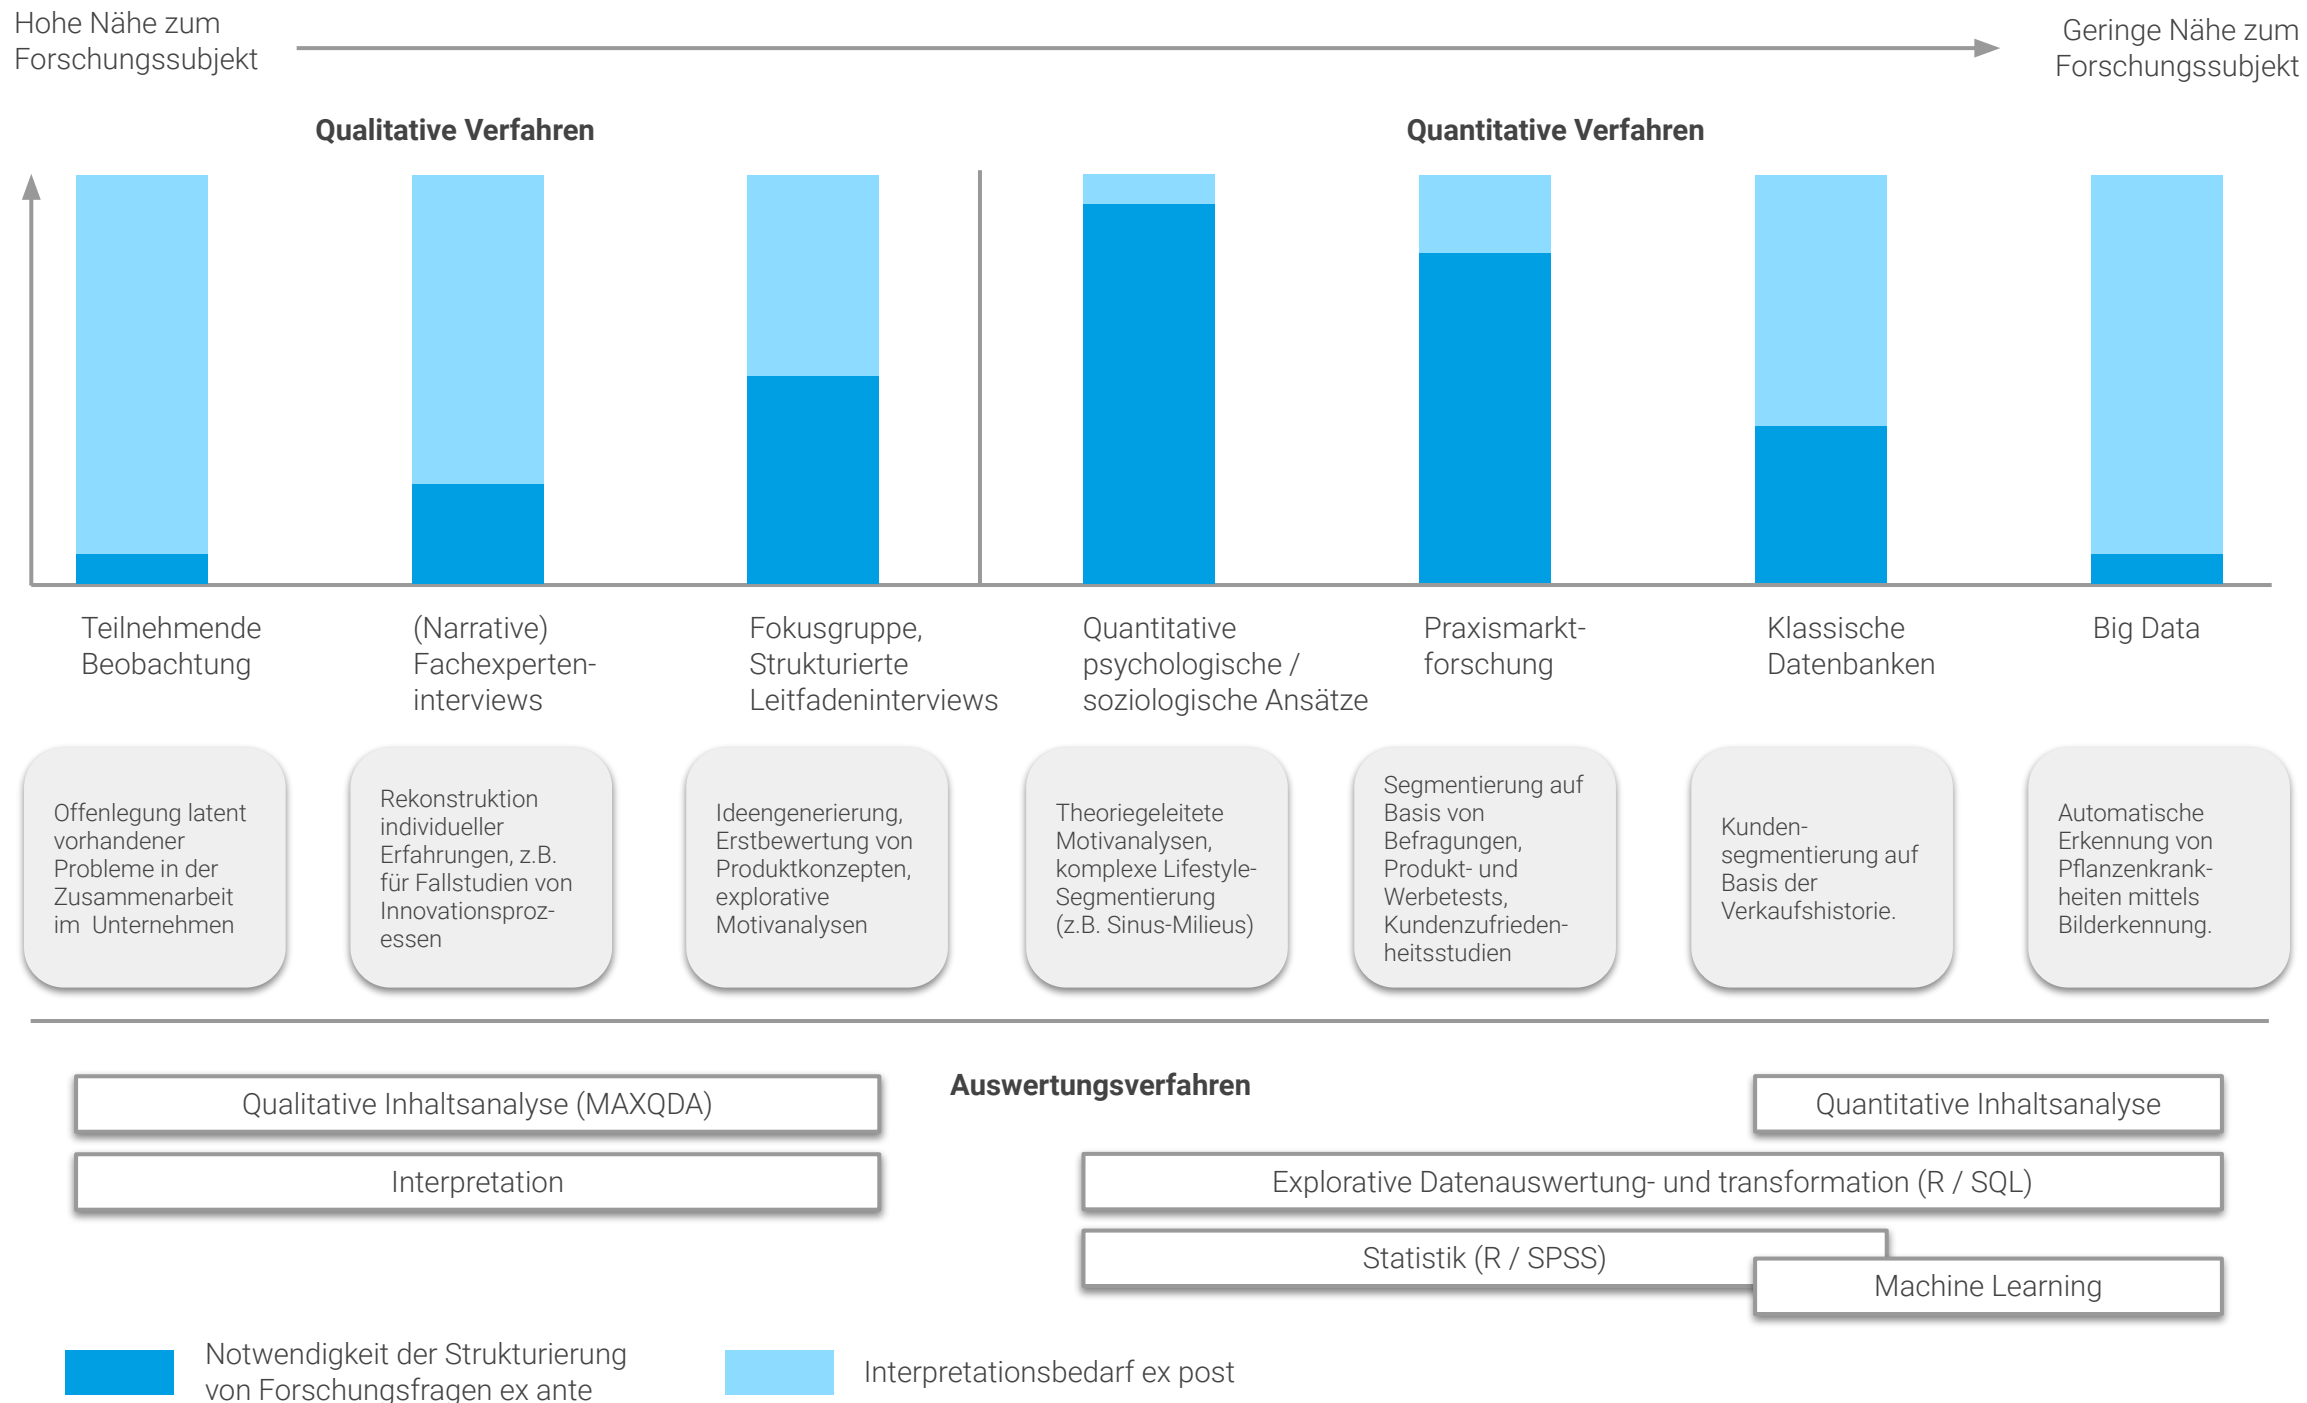 Hohe Nähe zum
Forschungssubjekt
Geringe Nähe zum
Forschungssubjekt
Qualitative Verfahren
Quantitative Verfahren
Teilnehmende
Beobachtung
(Narrative)
Fachexperten-
interviews
Fokusgruppe,
Strukturierte
Leitfadeninterviews
Quantitative
psychologische /
soziologische Ansätze
Praxismarkt-
forschung
Klassische
Datenbanken
Big Data
Offenlegung latent
vorhandener
Probleme in der
Zusammenarbeit
im  Unternehmen
Rekonstruktion
individueller
Erfahrungen, z.B.
für Fallstudien von
Innovationsproz-
essen
Ideengenerierung,
Erstbewertung von
Produktkonzepten,
explorative
Motivanalysen
Theoriegeleitete
Motivanalysen,
komplexe Lifestyle-
Segmentierung
(z.B. Sinus-Milieus)
Segmentierung auf
Basis von
Befragungen,
Produkt- und
Werbetests,
Kundenzufrieden-
heitsstudien
Kunden-
segmentierung auf
Basis der
Verkaufshistorie.
Automatische
Erkennung von
Pflanzenkrank-
heiten mittels
Bilderkennung.
Auswertungsverfahren
Qualitative Inhaltsanalyse (MAXQDA)
Interpretation
Quantitative Inhaltsanalyse
Explorative Datenauswertung- und transformation (R / SQL)
Statistik (R / SPSS)
Machine Learning
Notwendigkeit der Strukturierung
von Forschungsfragen ex ante
Interpretationsbedarf ex post